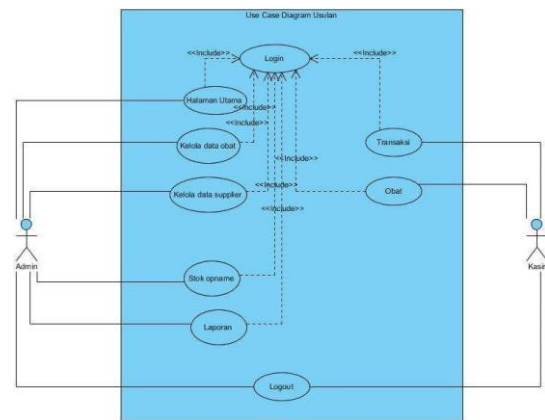 Use Case Diagram Usulan
<<Include>>
<<Include>>
Login
Halaman Utama
<<Include>>
<<Include>>
Kelola data obat
Transaksi
Kelola data supplier
<<Include>>
<<Include>>
Obat
<<Include>>
Admin
Kasir
Stok opname
Laporan
Logout